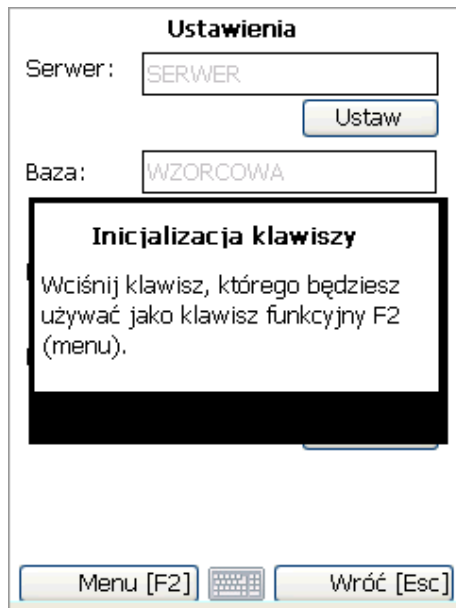 Ustawienia
Serwer:
SERWER
Ustaw
Baza:
WZORCOWA
Inicjalizacja klawiszy
Wciśnij klawisz, którego będziesz
używać jako klawisz funkcyjny F2
(menu).
Menu [F2]
Wróć [Esc]